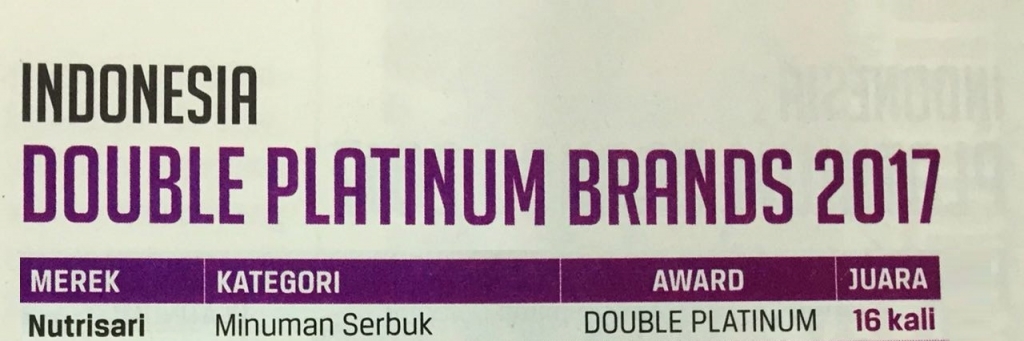 INDONESIA
DOUBLE PLATINUM BRANDS 2017
MEREK KATEGORI AWARD JUARA
Nutrisari Minuman Serbuk DOUBLE PLATINUM 16 kali